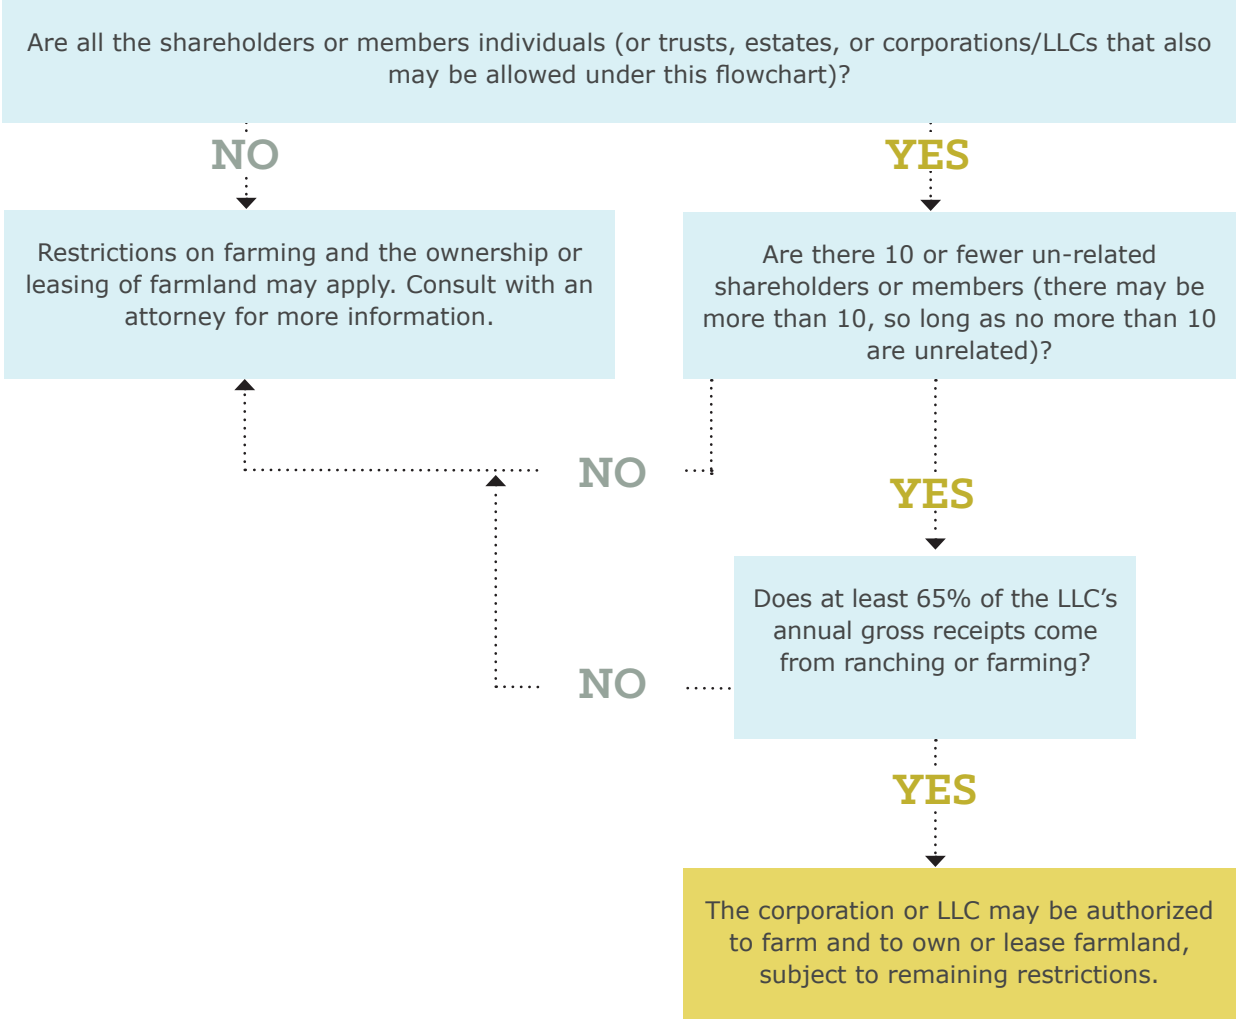 Are all the shareholders or members individuals (or trusts, estates, or corporations/LLCs that also
may be allowed under this flowchart)?
NO
YES
Restrictions on farming and the ownership or
leasing of farmland may apply. Consult with an
attorney for more information.
Are there 10 or fewer un-related
shareholders or members (there may be
more than 10, so long as no more than 10
are unrelated)?
NO
YES
Does at least 65% of the LLC’s
annual gross receipts come
from ranching or farming?
NO
YES
The corporation or LLC may be authorized
to farm and to own or lease farmland,
subject to remaining restrictions.